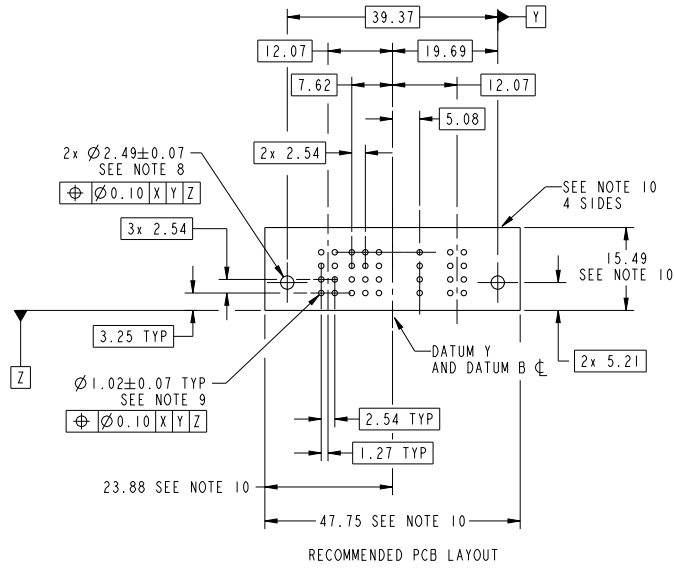 39.37
Y
12.07
19.69
7.62
12.07
5.08
2x Ø2.49±0.07
SEE NOTE 8
2x 2.54
⌖ Ø0.10 X Y Z
SEE NOTE 10
4 SIDES
3x 2.54
15.49
SEE NOTE 10
3.25 TYP
DATUM Y
AND DATUM B ℄
2x 5.21
Z
Ø1.02±0.07 TYP
SEE NOTE 9
⌖ Ø0.10 X Y Z
2.54 TYP
1.27 TYP
23.88 SEE NOTE 10
47.75 SEE NOTE 10
RECOMMENDED PCB LAYOUT